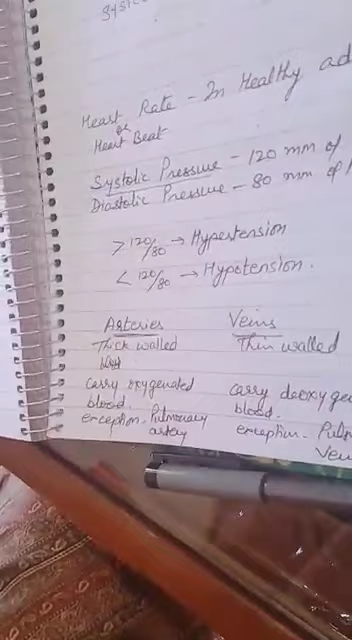 Heart Rate - In Healthy ad
or
Heart Beat
Systolic Pressure - 120 mm of
Diastolic Pressure - 80 mm of
> 120/80 → Hypertension
< 120/80 → Hypotension.
Arteries Veins
Thick walled Thin walled
carry oxygenated carry deoxyge
blood. blood.
exception - Pulmonary exception - Pulm
artery Vein